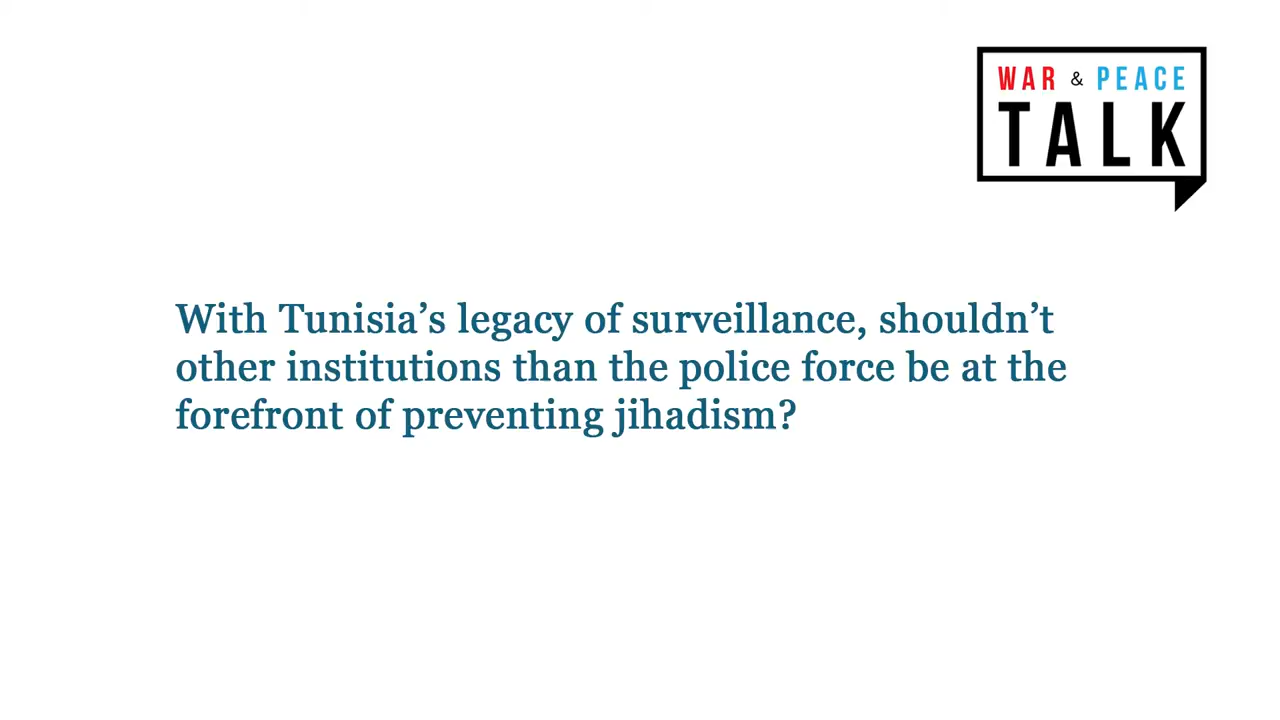 WAR & PEACE
TALK
With Tunisia’s legacy of surveillance, shouldn’t
other institutions than the police force be at the
forefront of preventing jihadism?